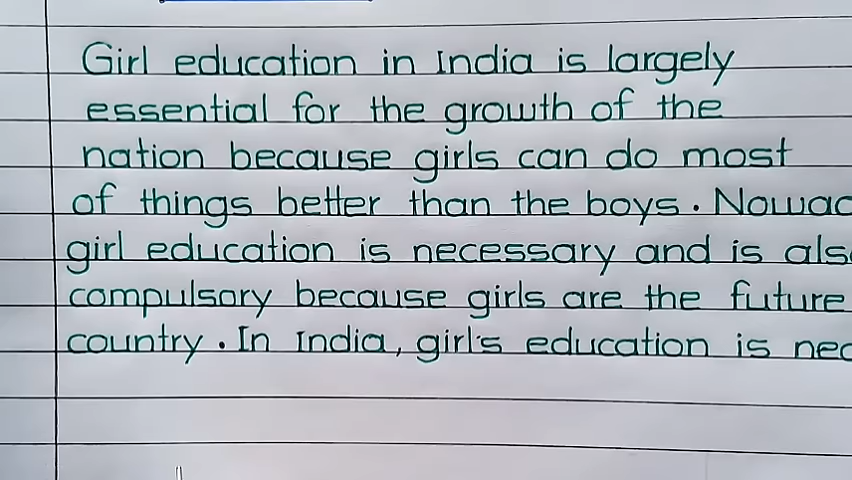 Girl education in India is largely
essential for the growth of the
nation because girls can do most
of things better than the boys. Nowad
girl education is necessary and is als
compulsory because girls are the future
country. In India, girl's education is nec